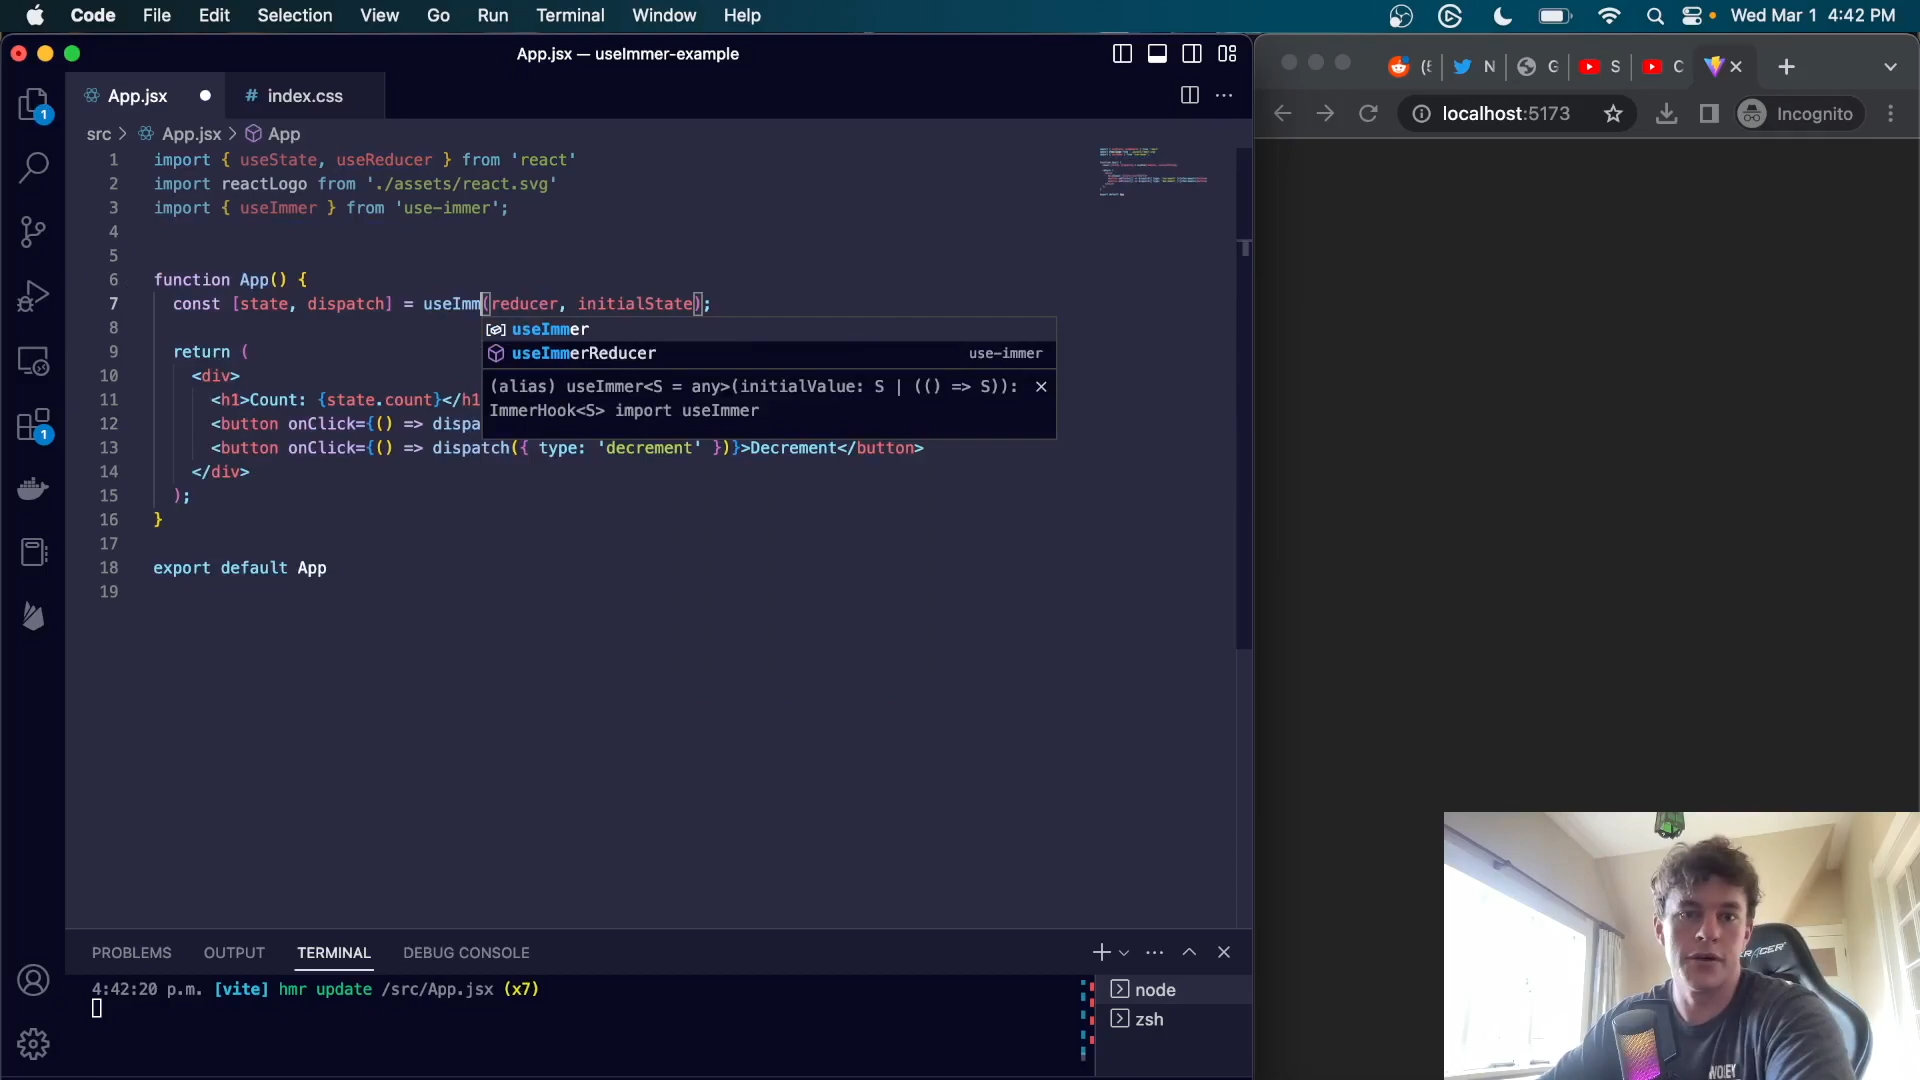 Code File Edit Selection View Go Run Terminal Window Help Wed Mar 1 4:42 PM
App.jsx — useImmer-example
App.jsx # index.css
src > App.jsx > App
1 import { useState, useReducer } from 'react'
2 import reactLogo from './assets/react.svg'
3 import { useImmer } from 'use-immer';
4
5
6 function App() {
7 const [state, dispatch] = useImm(reducer, initialState);
useImmer
8
useImmerReducer use-immer
9 return (
10 <div>
(alias) useImmer<S = any>(initialValue: S | (() => S)):
11 <h1>Count: {state.count}</h1
ImmerHook<S> import useImmer
12 <button onClick={() => dispa
13 <button onClick={() => dispatch({ type: 'decrement' })}>Decrement</button>
14 </div>
15 );
16 }
17
18 export default App
19
1
1
PROBLEMS OUTPUT TERMINAL DEBUG CONSOLE
4:42:20 p.m. [vite] hmr update /src/App.jsx (x7)
node
zsh
(E N G S C
localhost:5173 Incognito